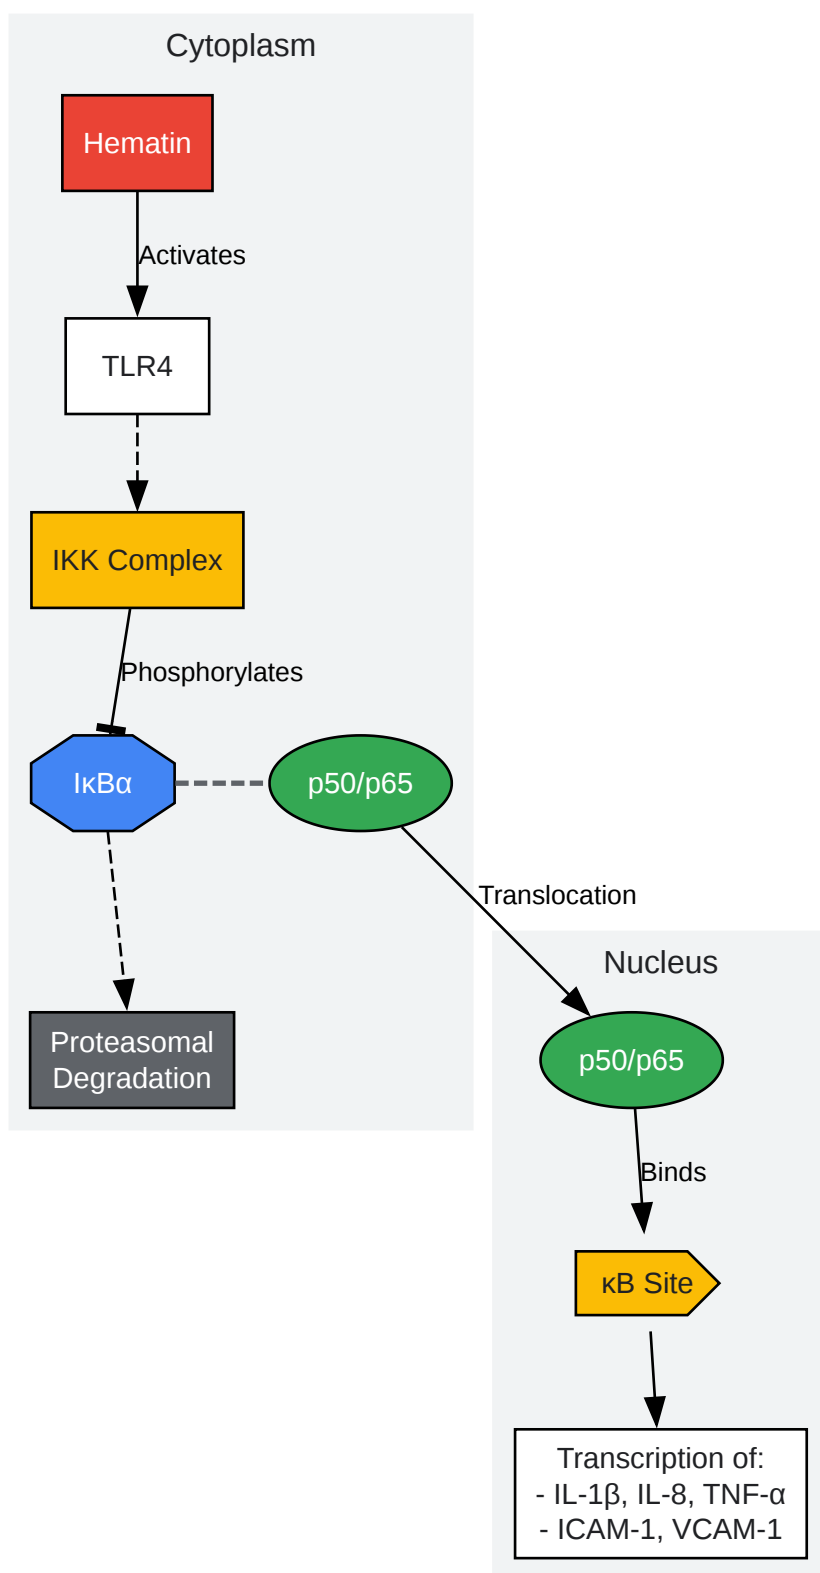 Cytoplasm
Hematin
Activates
TLR4
IKK Complex
Phosphorylates
IκBα
p50/p65
Translocation
Proteasomal
Degradation
Nucleus
p50/p65
Binds
κB Site
Transcription of:
- IL-1β, IL-8, TNF-α
- ICAM-1, VCAM-1